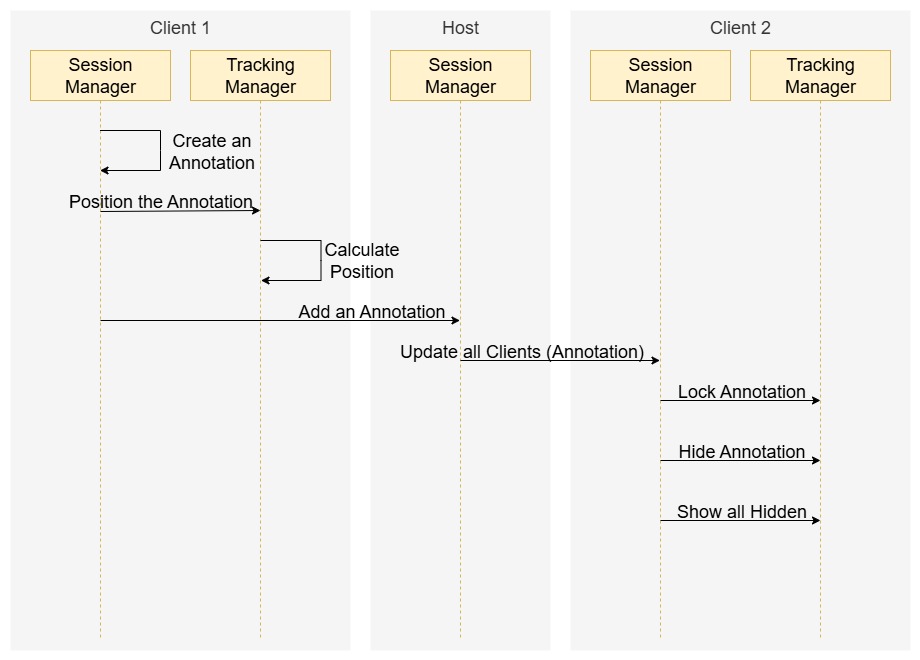 Client 1
Host
Client 2
Session
Manager
Tracking
Manager
Session
Manager
Session
Manager
Tracking
Manager
Create an
Annotation
Position the Annotation
Calculate
Position
Add an Annotation
Update all Clients (Annotation)
Lock Annotation
Hide Annotation
Show all Hidden